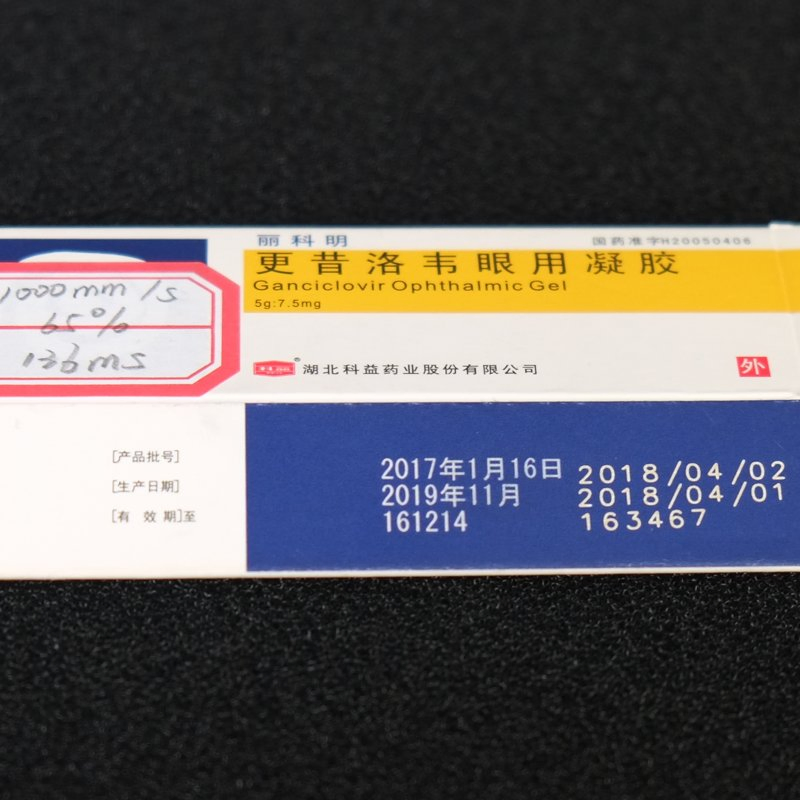 丽科明
国药准字H20050406
更昔洛韦眼用凝胶
Ganciclovir Ophthalmic Gel
5g:7.5mg
1000mm/s
65%
湖北科益药业股份有限公司
外
[产品批号]
[生产日期]
[有 效 期]至
2017年1月16日
2019年11月
161214
2018/04/02
2018/04/01
163467